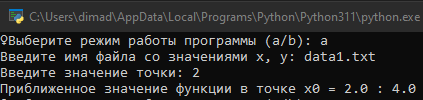 C:\Users\dimad\AppData\Local\Programs\Python\Python311\python.exe
♀Выберите режим работы программы (a/b): a
Введите имя файла со значениями x, y: data1.txt
Введите значение точки: 2
Приближенное значение функции в точке x0 = 2.0 : 4.0